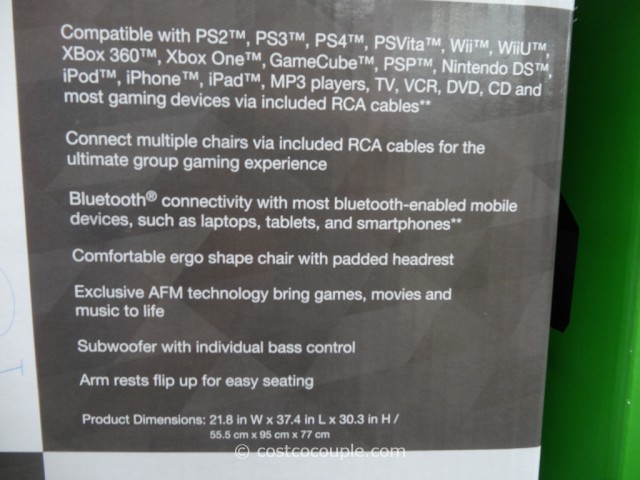 Compatible with PS2™, PS3™, PS4™, PSVita™, Wii™, WiiU™,
XBox 360™, Xbox One™, GameCube™, PSP™, Nintendo DS™,
iPod™, iPhone™, iPad™, MP3 players, TV, VCR, DVD, CD and
most gaming devices via included RCA cables**
Connect multiple chairs via included RCA cables for the
ultimate group gaming experience
Bluetooth® connectivity with most bluetooth-enabled mobile
devices, such as laptops, tablets, and smartphones**
Comfortable ergo shape chair with padded headrest
Exclusive AFM technology bring games, movies and
music to life
Subwoofer with individual bass control
Arm rests flip up for easy seating
Product Dimensions: 21.8 in W x 37.4 in L x 30.3 in H /
55.5 cm x 95 cm x 77 cm
© costcocouple.com